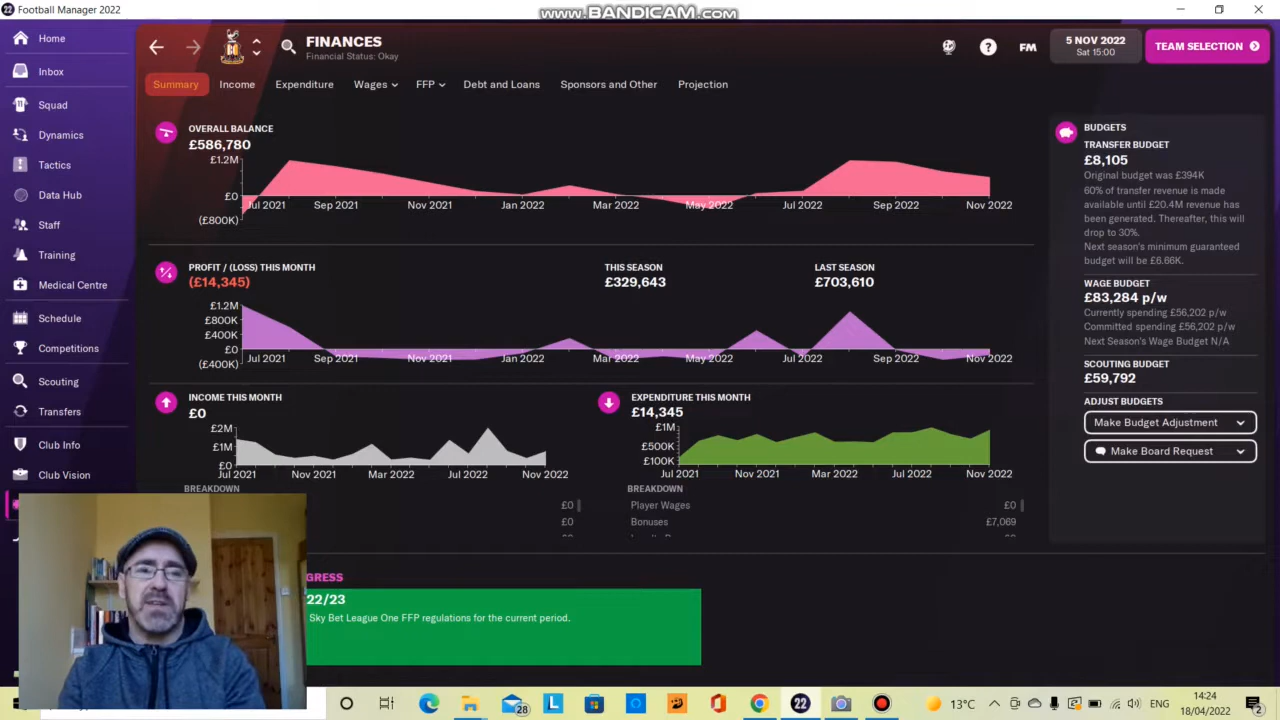 22 Football Manager 2022
www.BANDICAM.com
Home
Inbox
Squad
Dynamics
Tactics
Data Hub
Staff
Training
Medical Centre
Schedule
Competitions
Scouting
Transfers
Club Info
Club Vision
FINANCES
Financial Status: Okay
FM
5 NOV 2022
Sat 15:00
TEAM SELECTION
Summary Income Expenditure Wages FFP Debt and Loans Sponsors and Other Projection
OVERALL BALANCE
£586,780
£1.2M
£0
(£800K)
Jul 2021 Sep 2021 Nov 2021 Jan 2022 Mar 2022 May 2022 Jul 2022 Sep 2022 Nov 2022
PROFIT / (LOSS) THIS MONTH
(£14,345)
THIS SEASON
£329,643
LAST SEASON
£703,610
£1.2M
£800K
£400K
£0
(£400K)
Jul 2021 Sep 2021 Nov 2021 Jan 2022 Mar 2022 May 2022 Jul 2022 Sep 2022 Nov 2022
INCOME THIS MONTH
£0
£2M
£1M
£0
Jul 2021 Nov 2021 Mar 2022 Jul 2022 Nov 2022
BREAKDOWN
£0
£0
EXPENDITURE THIS MONTH
£14,345
£1M
£500K
£100K
Jul 2021 Nov 2021 Mar 2022 Jul 2022 Nov 2022
BREAKDOWN
Player Wages £0
Bonuses £7,069
BUDGETS
TRANSFER BUDGET
£8,105
Original budget was £394K
60% of transfer revenue is made
available until £20.4M revenue has
been generated. Thereafter, this will
drop to 30%.
Next season's minimum guaranteed
budget will be £6.66K.
WAGE BUDGET
£83,284 p/w
Currently spending £56,202 p/w
Committed spending £56,202 p/w
Next Season's Wage Budget N/A
SCOUTING BUDGET
£59,792
ADJUST BUDGETS
Make Budget Adjustment
Make Board Request
GRESS
22/23
Sky Bet League One FFP regulations for the current period.
28
L
22
13°C
ENG
14:24
18/04/2022
2